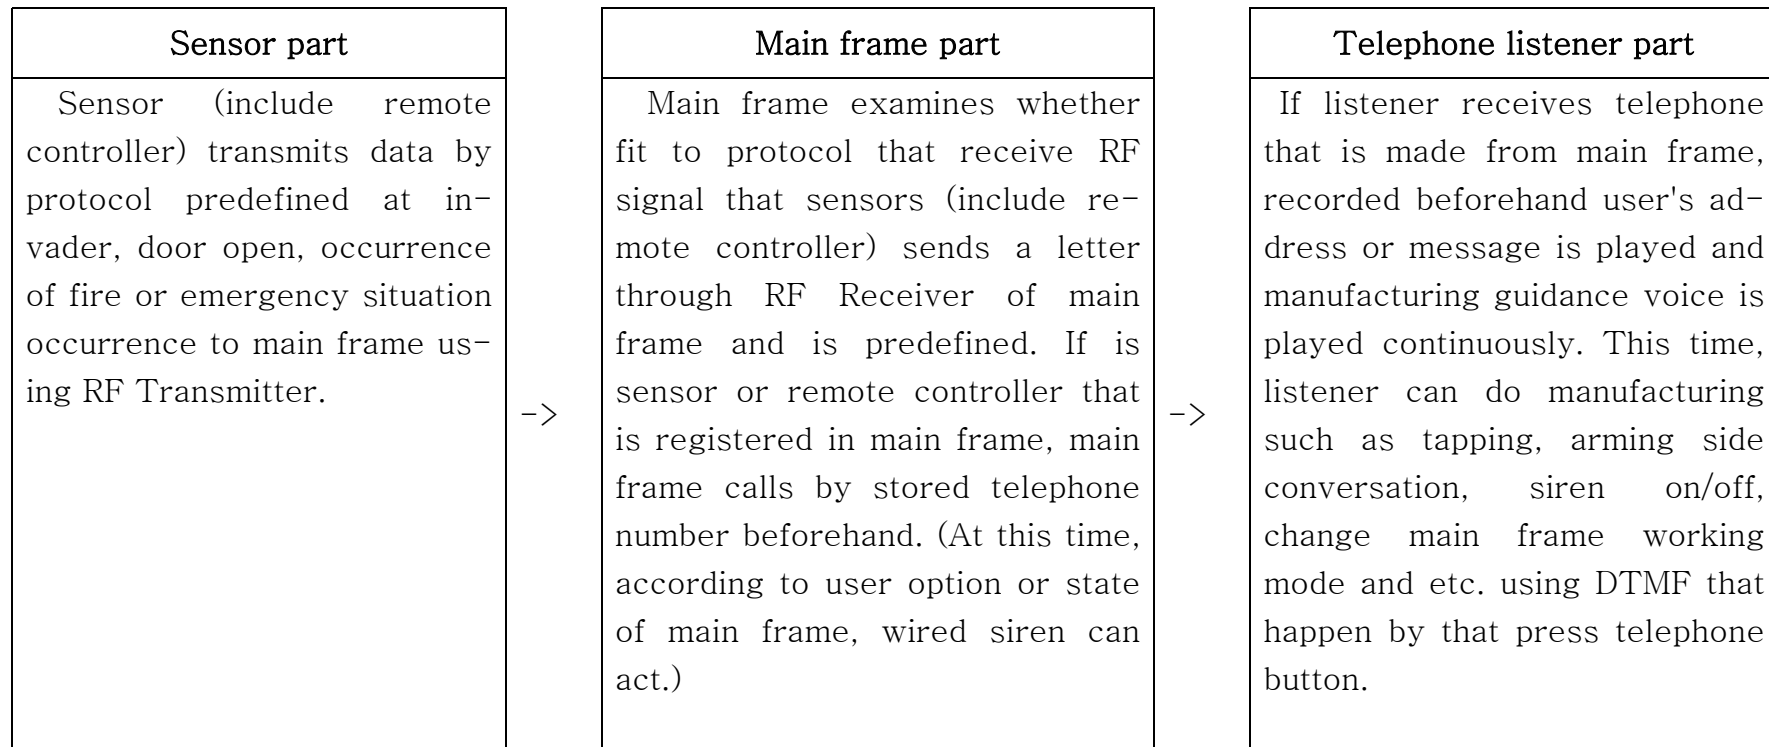 Sensor part
Sensor (include remote
controller) transmits data by
protocol predefined at in-
vader, door open, occurrence
of fire or emergency situation
occurrence to main frame us-
ing RF Transmitter.
->
Main frame part
Main frame examines whether
fit to protocol that receive RF
signal that sensors (include re-
mote controller) sends a letter
through RF Receiver of main
frame and is predefined. If is
sensor or remote controller that
is registered in main frame, main
frame calls by stored telephone
number beforehand. (At this time,
according to user option or state
of main frame, wired siren can
act.)
->
Telephone listener part
If listener receives telephone
that is made from main frame,
recorded beforehand user's ad-
dress or message is played and
manufacturing guidance voice is
played continuously. This time,
listener can do manufacturing
such as tapping, arming side
conversation, siren on/off,
change main frame working
mode and etc. using DTMF that
happen by that press telephone
button.